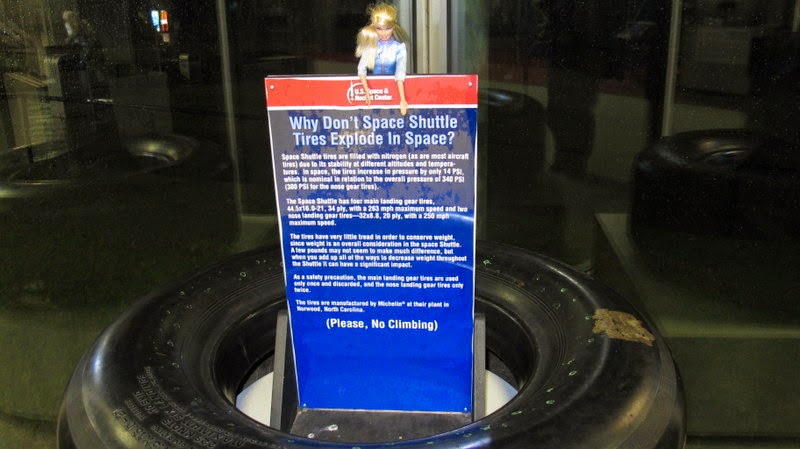 U.S. Space &
Rocket Center
Why Don't Space Shuttle
Tires Explode In Space?
Space Shuttle tires are filled with nitrogen (as are most aircraft
tires) due to its stability at different altitudes and tempera-
tures. In space, the tires increase in pressure by only 14 PSI,
which is nominal in relation to the overall pressure of 340 PSI
(300 PSI for the nose gear tires).
The Space Shuttle has four main landing gear tires,
44.5x16.0-21, 34 ply, with a 263 mph maximum speed and two
nose landing gear tires—32x8.8, 20 ply, with a 250 mph
maximum speed.
The tires have very little tread in order to conserve weight,
since weight is an overall consideration in the space Shuttle.
A few pounds may not seem to make much difference, but
when you add up all of the ways to decrease weight throughout
the Shuttle it can have a significant impact.
As a safety precaution, the main landing gear tires are used
only once and discarded, and the nose landing gear tires only
twice.
The tires are manufactured by Michelin® at their plant in
Norwood, North Carolina.
(Please, No Climbing)